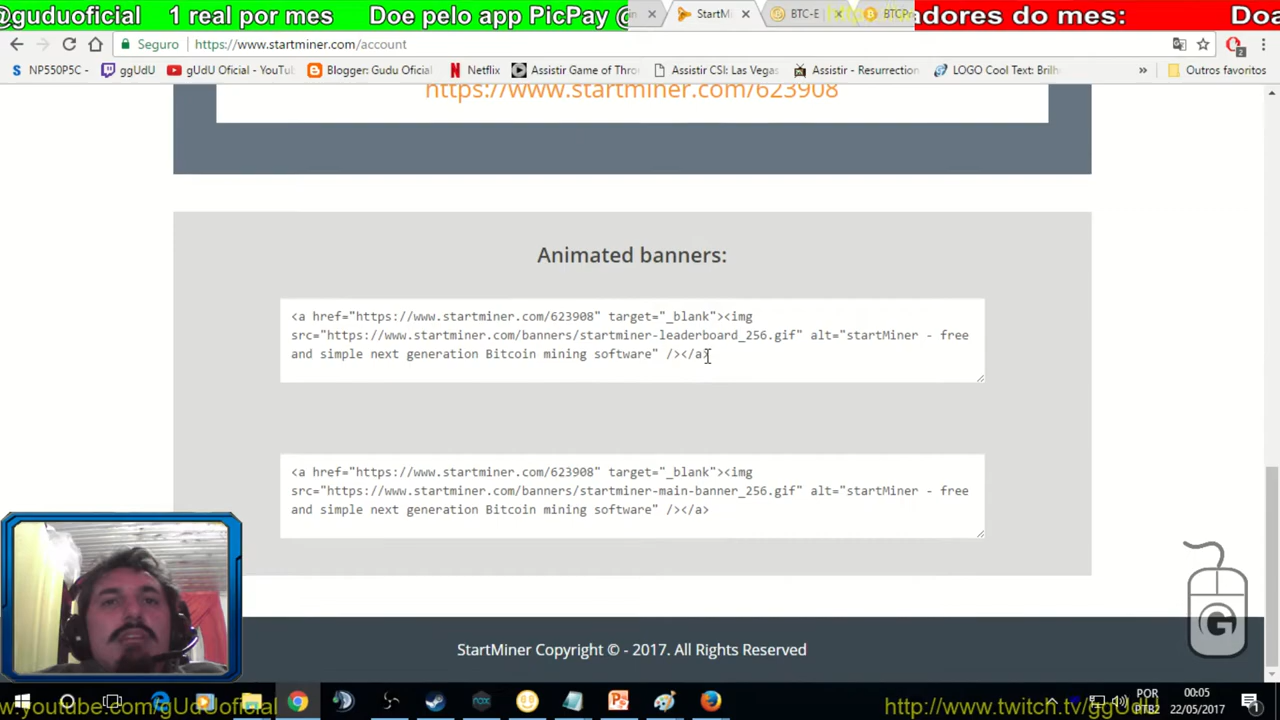 @guduoficial 1 real por mes Doe pelo app PicPay @
adores do mes: Doa
StartMi BTC-E BTCPo
Seguro https://www.startminer.com/account
NP550P5C - ggUdU gUdU Oficial - YouTu Blogger: Gudu Oficial Netflix Assistir Game of Thro Assistir CSI: Las Vegas Assistir - Resurrection LOGO Cool Text: Brilh » Outros favoritos
https://www.startminer.com/623908
Animated banners:
<a href="https://www.startminer.com/623908" target="_blank"><img
src="https://www.startminer.com/banners/startminer-leaderboard_256.gif" alt="startMiner - free
and simple next generation Bitcoin mining software" /></a>
<a href="https://www.startminer.com/623908" target="_blank"><img
src="https://www.startminer.com/banners/startminer-main-banner_256.gif" alt="startMiner - free
and simple next generation Bitcoin mining software" /></a>
G
StartMiner Copyright © - 2017. All Rights Reserved
POR 00:05
PTB2 22/05/2017
w.youtube.com/gUdUoficial http://www.twitch.tv/ggUdU